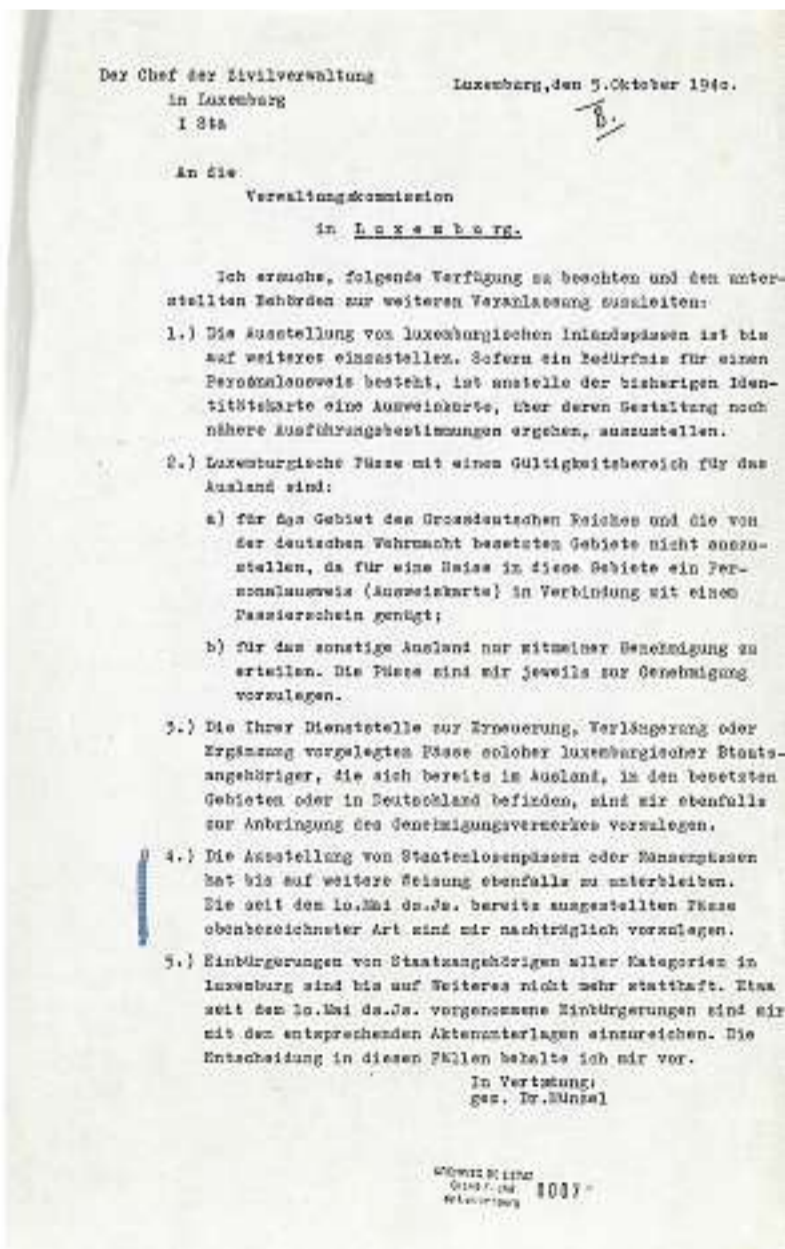 Der Chef der Zivilverwaltung
in Luxemburg
I Sta
Luxemburg, den 5.Oktober 194o.
An die
Verwaltungskommission
in L u x e m b u r g.
Ich ersuche, folgende Verfügung zu beachten und den unter-
stellten Behörden zur weiteren Veranlassung zuzuleiten:
1.) Die Ausstellung von luxemburgischen Inlandspässen ist bis
auf weiteres einzustellen. Sofern ein Bedürfnis für einen
Personalausweis besteht, ist anstelle der bisherigen Iden-
titätskarte eine Ausweiskarte, über deren Gestaltung noch
nähere Ausführungsbestimmungen ergehen, auszustellen.
2.) Luxemburgische Pässe mit einem Gültigkeitsbereich für das
Ausland sind:
a) für das Gebiet des Grossdeutschen Reiches und die von
der deutschen Wehrmacht besetzten Gebiete nicht auszu-
stellen, da für eine Reise in diese Gebiete ein Per-
sonalausweis (Ausweiskarte) in Verbindung mit einem
Passierschein genügt;
b) für das sonstige Ausland nur mitmeiner Genehmigung zu
erteilen. Die Pässe sind mir jeweils zur Genehmigung
vorzulegen.
3.) Die Ihrer Dienststelle zur Erneuerung, Verlängerung oder
Ergänzung vorgelegten Pässe solcher luxemburgischer Staats-
angehöriger, die sich bereits im Ausland, in den besetzten
Gebieten oder in Deutschland befinden, sind mir ebenfalls
zur Anbringung des Genehmigungsvermerkes vorzulegen.
4.) Die Ausstellung von Staatenlosenpässen oder Nansenpässen
hat bis auf weitere Weisung ebenfalls zu unterbleiben.
Die seit dem 1o.Mai ds.Js. bereits ausgestellten Pässe
obenbezeichneter Art sind mir nachträglich vorzulegen.
5.) Einbürgerungen von Staatsangehörigen aller Kategorien in
Luxemburg sind bis auf Weiteres nicht mehr statthaft. Etwa
seit dem 1o.Mai ds.Js. vorgenommene Einbürgerungen sind mir
mit den entsprechenden Aktenunterlagen einzureichen. Die
Entscheidung in diesen Fällen behalte ich mir vor.
In Vertretung:
gez. Dr.Münzel